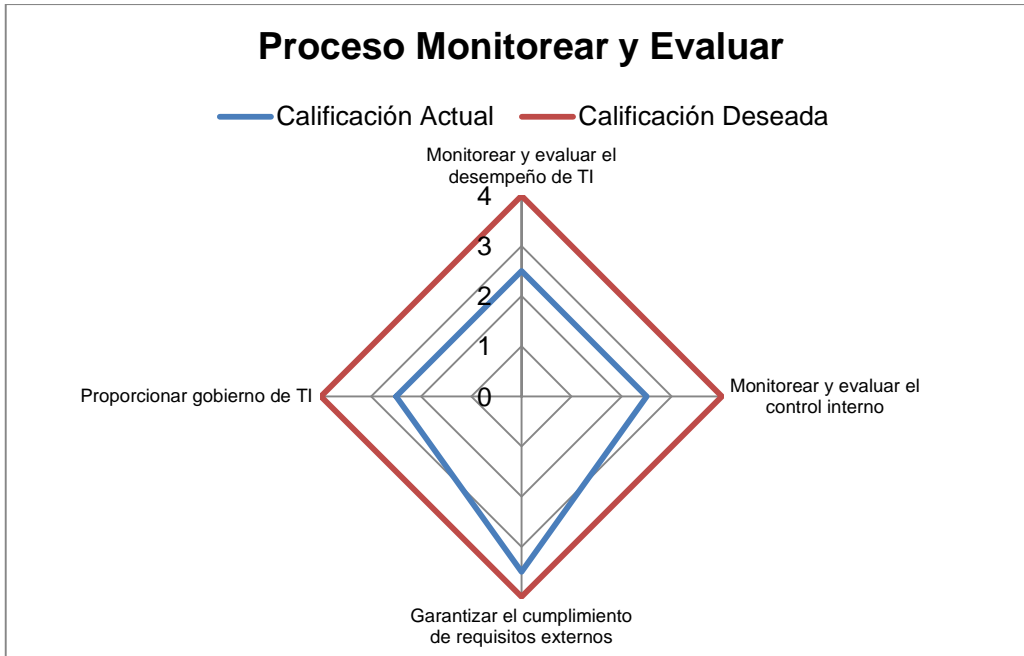 Proceso Monitorear y Evaluar
Calificación Actual
Calificación Deseada
Monitorear y evaluar el
desempeño de TI
4
3
2
1
0
Proporcionar gobierno de TI
Monitorear y evaluar el
control interno
Garantizar el cumplimiento
de requisitos externos